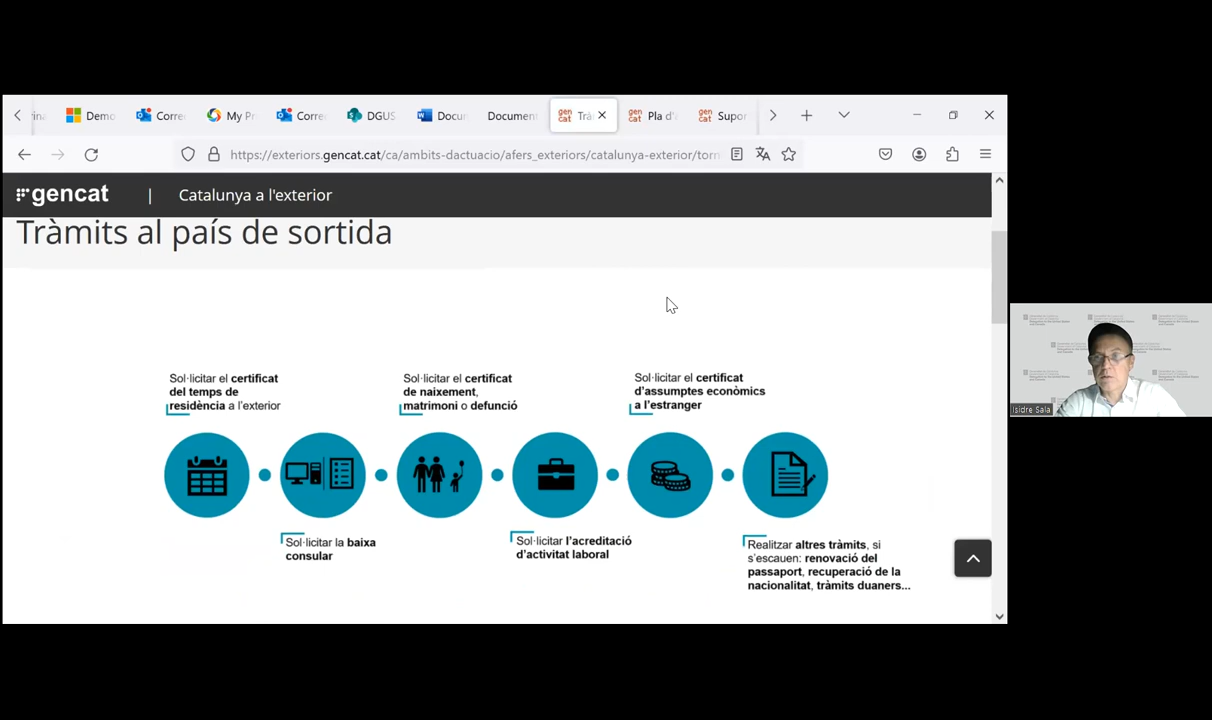 Demo
Corre
My Pr
Corre
DGUS
Docur
Document
Trà
Pla d'
Supor
https://exteriors.gencat.cat/ca/ambits-dactuacio/afers_exteriors/catalunya-exterior/torn
gencat | Catalunya a l'exterior
Tràmits al país de sortida
Sol·licitar el certificat
del temps de
residència a l'exterior
Sol·licitar el certificat
de naixement,
matrimoni o defunció
Sol·licitar el certificat
d'assumptes econòmics
a l'estranger
Sol·licitar la baixa
consular
Sol·licitar l'acreditació
d'activitat laboral
Realitzar altres tràmits, si
s'escauen: renovació del
passaport, recuperació de la
nacionalitat, tràmits duaners...
Isidre Sala